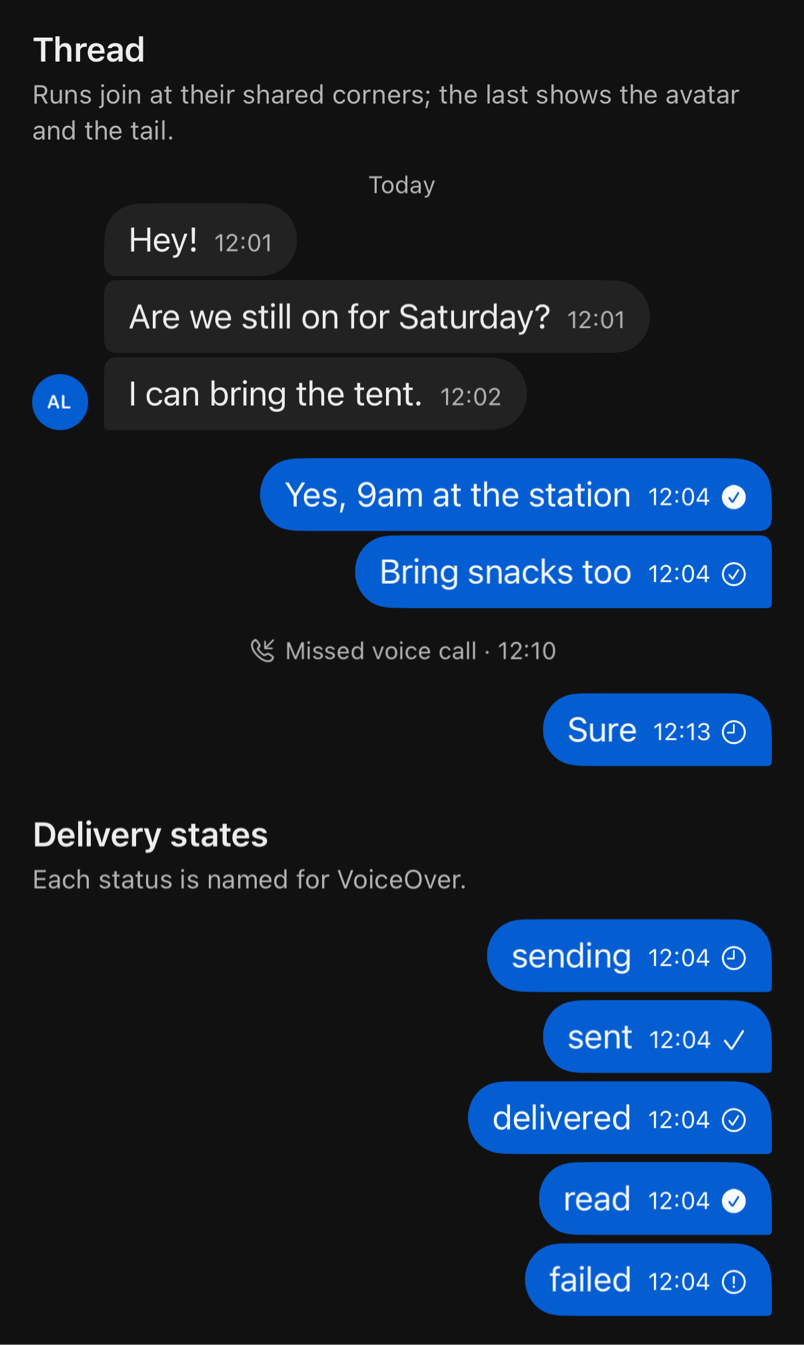 Thread
Runs join at their shared corners; the last shows the avatar
and the tail.
Today
Hey! 12:01
Are we still on for Saturday? 12:01
AL
I can bring the tent. 12:02
Yes, 9am at the station 12:04
Bring snacks too 12:04
Missed voice call · 12:10
Sure 12:13
Delivery states
Each status is named for VoiceOver.
sending 12:04
sent 12:04
delivered 12:04
read 12:04
failed 12:04